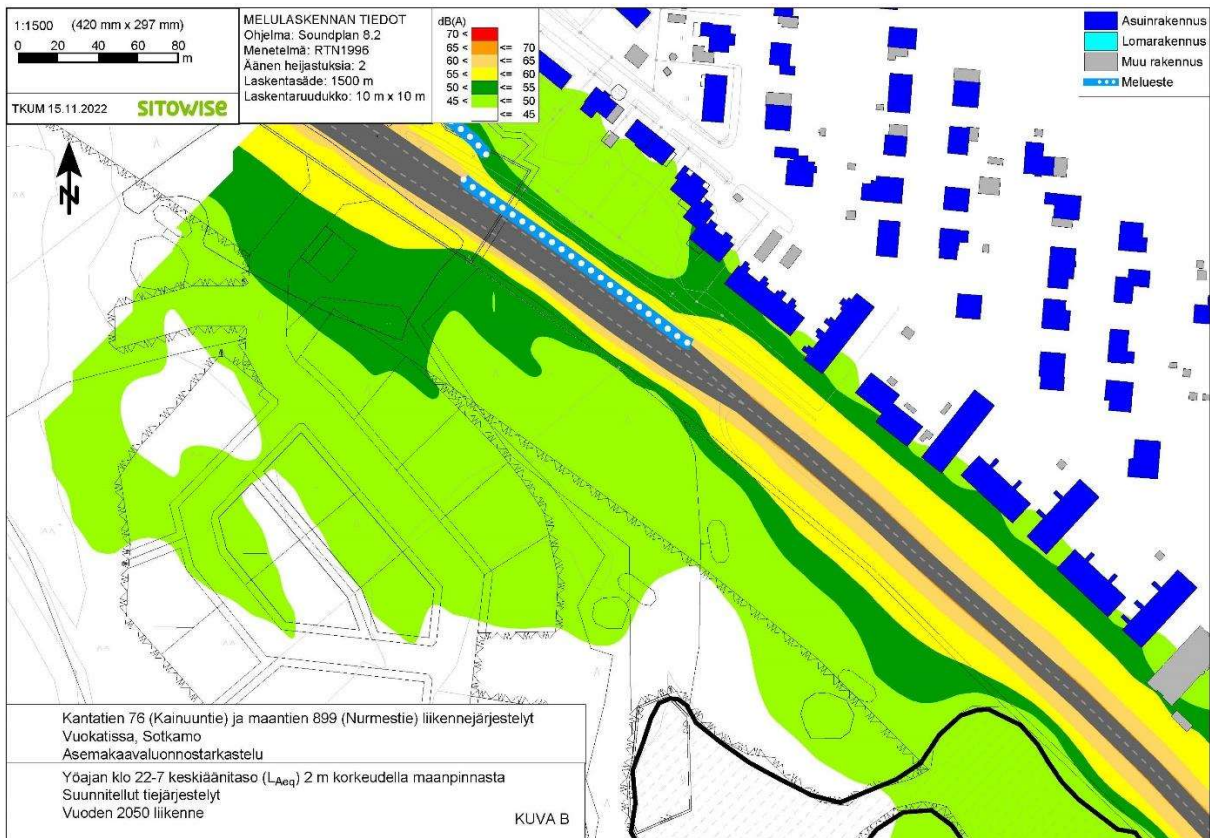 1:1500 (420 mm x 297 mm)
0 20 40 60 80
m
TKUM 15.11.2022 SITOWISE
MELULASKENNAN TIEDOT
Ohjelma: Soundplan 8.2
Menetelmä: RTN1996
Äänen heijastuksia: 2
Laskentasäde: 1500 m
Laskentaruudukko: 10 m x 10 m
dB(A)
70 <
65 < <= 70
60 < <= 65
55 < <= 60
50 < <= 55
45 < <= 50
<= 45
Asuinrakennus
Lomarakennus
Muu rakennus
Melueste
N
Kantatien 76 (Kainuuntie) ja maantien 899 (Nurmestie) liikennejärjestelyt
Vuokatissa, Sotkamo
Asemakaavaluonnostarkastelu
Yöajan klo 22-7 keskiäänitaso (LAeq) 2 m korkeudella maanpinnasta
Suunnitellut tiejärjestelyt
Vuoden 2050 liikenne
KUVA B